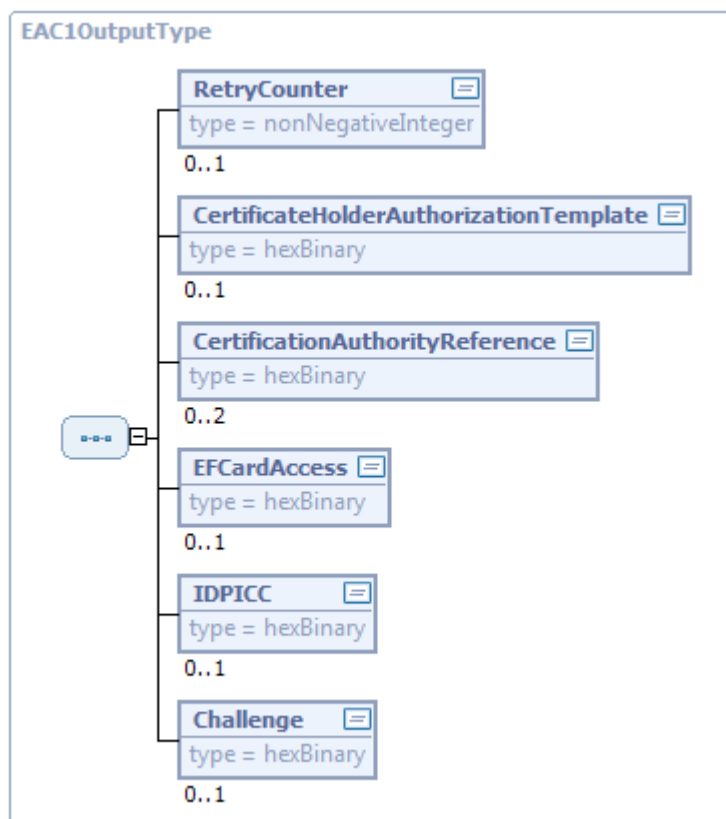 EAC1OutputType
RetryCounter
type = nonNegativeInteger
0..1
CertificateHolderAuthorizationTemplate
type = hexBinary
0..1
CertificationAuthorityReference
type = hexBinary
0..2
EFCardAccess
type = hexBinary
0..1
IDPICC
type = hexBinary
0..1
Challenge
type = hexBinary
0..1